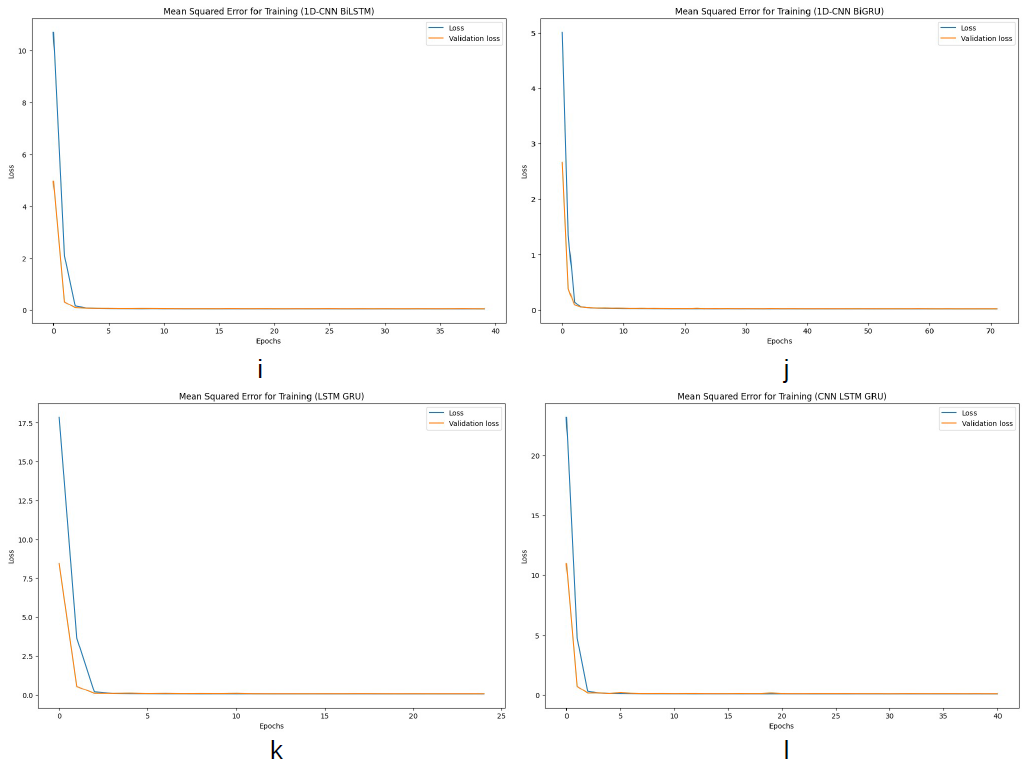 Mean Squared Error for Training (1D-CNN BiLSTM)
Loss
Validation loss
10
8
6
4
2
0
Loss
0 5 10 15 20 25 30 35 40
Epochs
i
Mean Squared Error for Training (1D-CNN BiGRU)
Loss
Validation loss
5
4
3
2
1
0
Loss
0 10 20 30 40 50 60 70
Epochs
j
Mean Squared Error for Training (LSTM GRU)
Loss
Validation loss
17.5
15.0
12.5
10.0
7.5
5.0
2.5
0.0
Loss
0 5 10 15 20 25
Epochs
k
Mean Squared Error for Training (CNN LSTM GRU)
Loss
Validation loss
20
15
10
5
0
Loss
0 5 10 15 20 25 30 35 40
Epochs
l